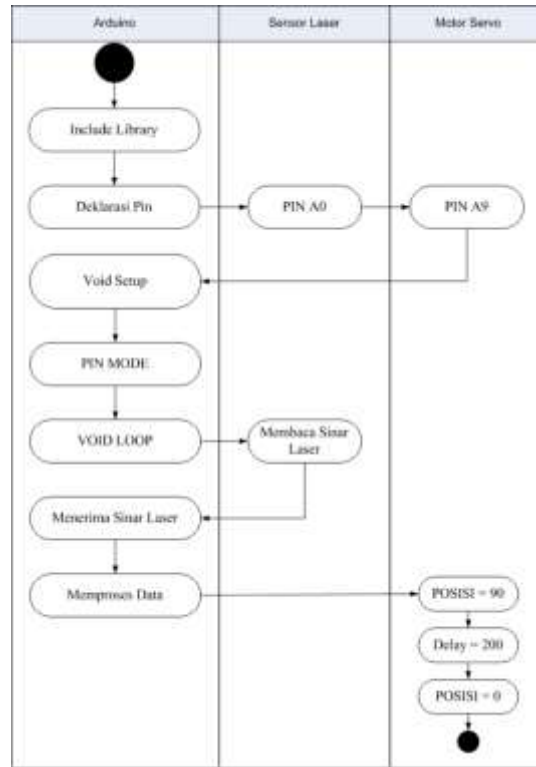 Arduino
Sensor Laser
Motor Servo
Include Library
Deklarasi Pin
PIN A0
PIN A9
Void Setup
PIN MODE
VOID LOOP
Membaca Sinar
Laser
Menerima Sinar Laser
Memproses Data
POSISI = 90
Delay = 200
POSISI = 0